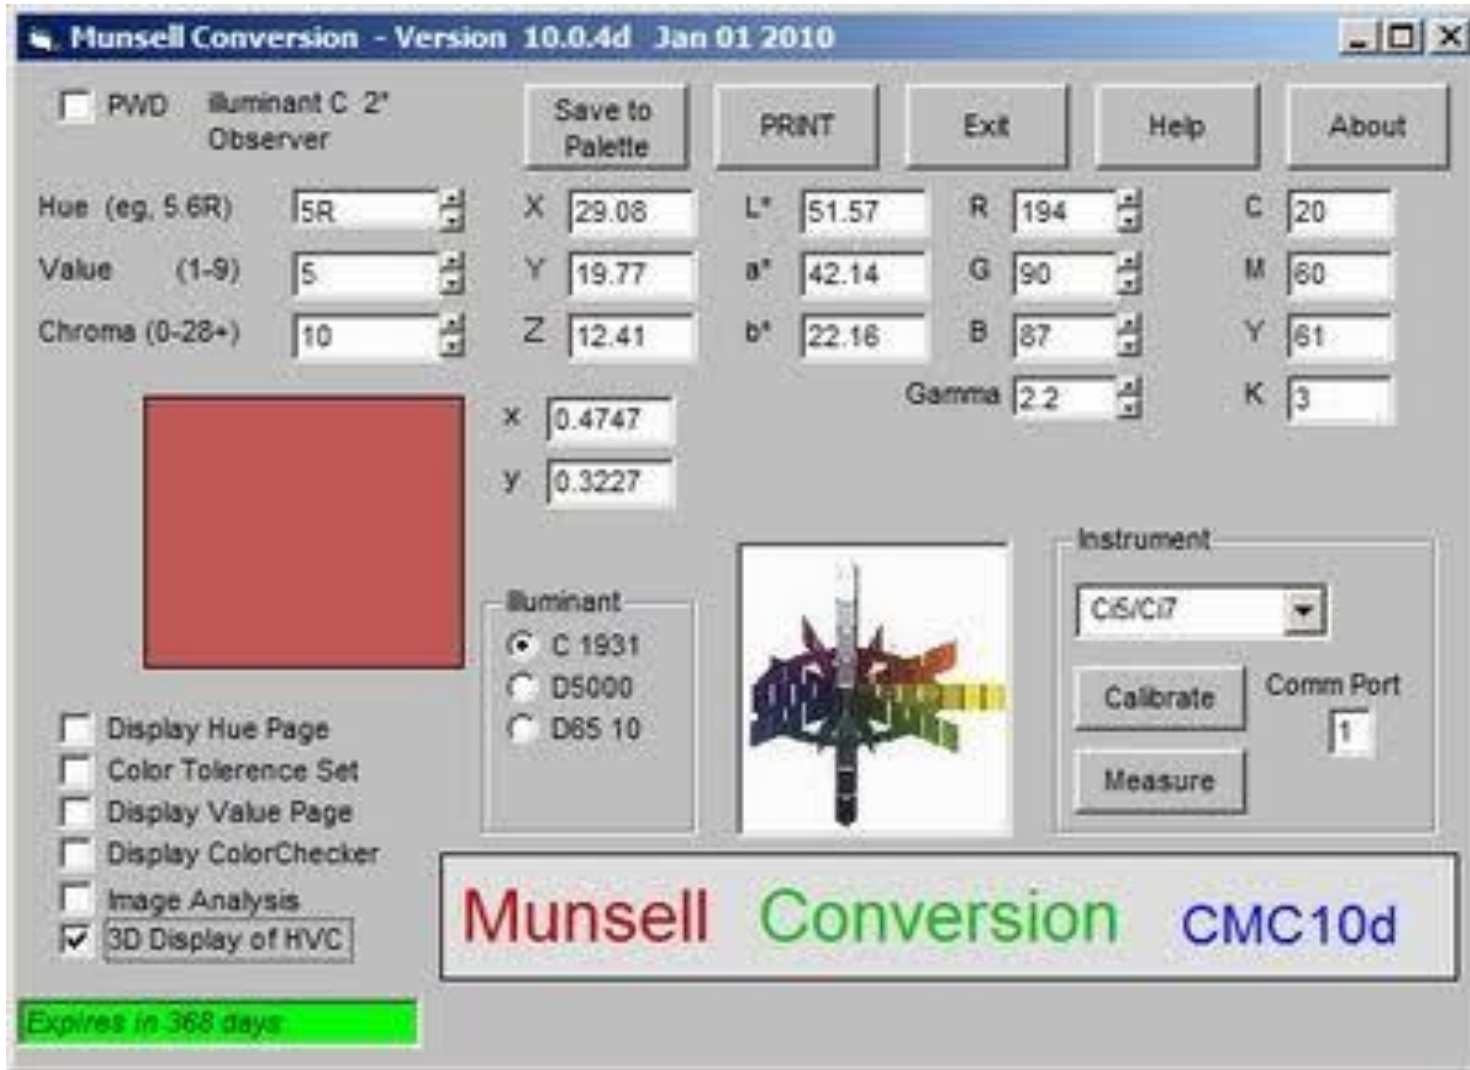 Munsell Conversion - Version 10.0.4d Jan 01 2010
PWD
illuminant C 2°
Observer
Save to
Palette
PRINT
Exit
Help
About
Hue (eg, 5.6R)
5R
X
29.08
L*
51.57
R
194
C
20
Value (1-9)
5
Y
19.77
a*
42.14
G
90
M
60
Chroma (0-28+)
10
Z
12.41
b*
22.16
B
87
Y
61
Gamma
2.2
K
3
x
0.4747
y
0.3227
Illuminant
C 1931
D5000
D65 10
Instrument
Ci5/Ci7
Calibrate
Comm Port
1
Measure
Display Hue Page
Color Tolerence Set
Display Value Page
Display ColorChecker
Image Analysis
3D Display of HVC
Munsell Conversion CMC10d
Expires in 368 days